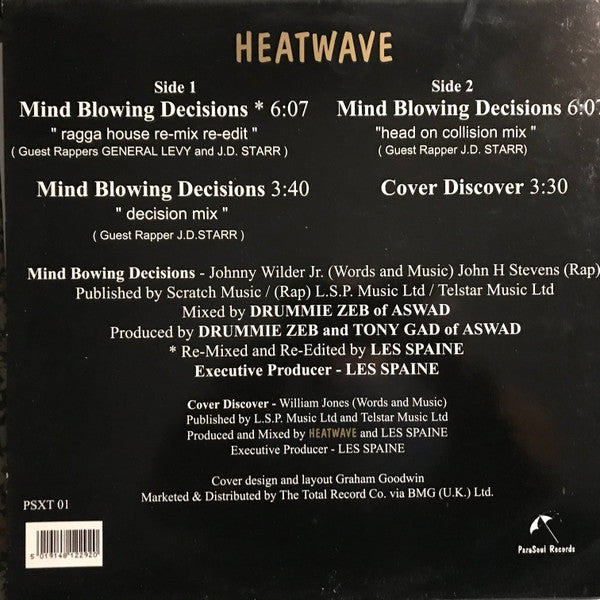 HEATWAVE
Side 1
Mind Blowing Decisions * 6:07
" ragga house re-mix re-edit "
( Guest Rappers GENERAL LEVY and J.D. STARR )
Mind Blowing Decisions 3:40
" decision mix "
( Guest Rapper J.D.STARR )
Side 2
Mind Blowing Decisions 6:07
"head on collision mix "
( Guest Rapper J.D. STARR)
Cover Discover 3:30
Mind Bowing Decisions - Johnny Wilder Jr. (Words and Music) John H Stevens (Rap)
Published by Scratch Music / (Rap) L.S.P. Music Ltd / Telstar Music Ltd
Mixed by DRUMMIE ZEB of ASWAD
Produced by DRUMMIE ZEB and TONY GAD of ASWAD
* Re-Mixed and Re-Edited by LES SPAINE
Executive Producer - LES SPAINE
Cover Discover - William Jones (Words and Music)
Published by L.S.P. Music Ltd and Telstar Music Ltd
Produced and Mixed by HEATWAVE and LES SPAINE
Executive Producer - LES SPAINE
Cover design and layout Graham Goodwin
Marketed & Distributed by The Total Record Co. via BMG (U.K.) Ltd.
PSXT 01
5 019148 122920
ParaSoul Records